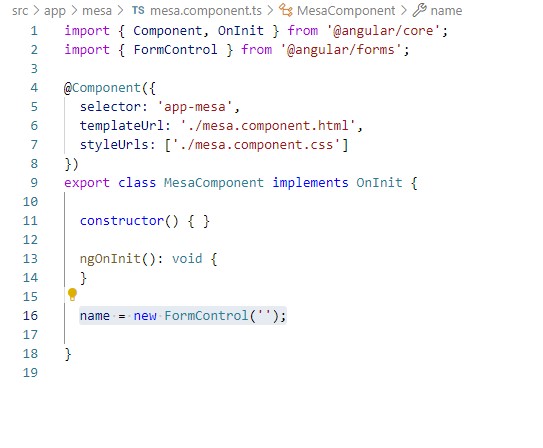 src > app > mesa > TS mesa.component.ts > MesaComponent > name
1 import { Component, OnInit } from '@angular/core';
2 import { FormControl } from '@angular/forms';
3
4 @Component({
5   selector: 'app-mesa',
6   templateUrl: './mesa.component.html',
7   styleUrls: ['./mesa.component.css']
8 })
9 export class MesaComponent implements OnInit {
10
11   constructor() { }
12
13   ngOnInit(): void {
14   }
15
16   name = new FormControl('');
17
18 }
19